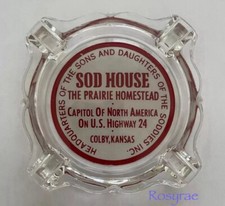 HEADQUARTERS OF THE SONS AND DAUGHTERS OF THE SODDIES INC.
SOD HOUSE
THE PRAIRIE HOMESTEAD
CAPITOL OF NORTH AMERICA
ON U.S. HIGHWAY 24
COLBY, KANSAS
Rosyrae